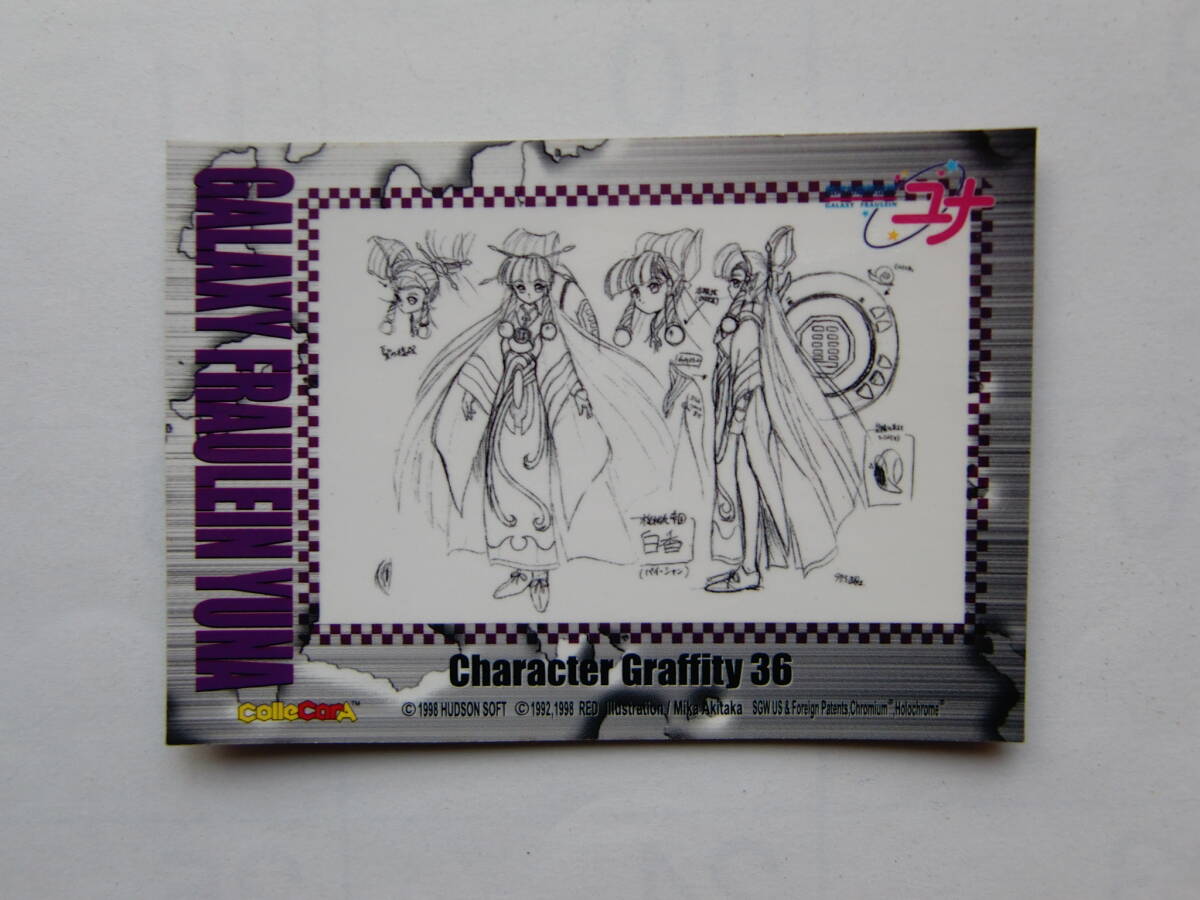 GALAXY FRAULEIN YUNA
GALAXY FRAULEIN
ユナ
白香
(パイ・シャン)
Character Graffity 36
ColleCarA™
©1998 HUDSON SOFT ©1992,1998 RED Illustration / Mika Akitaka SGW US & Foreign Patents.Chromium®,Holochrome®